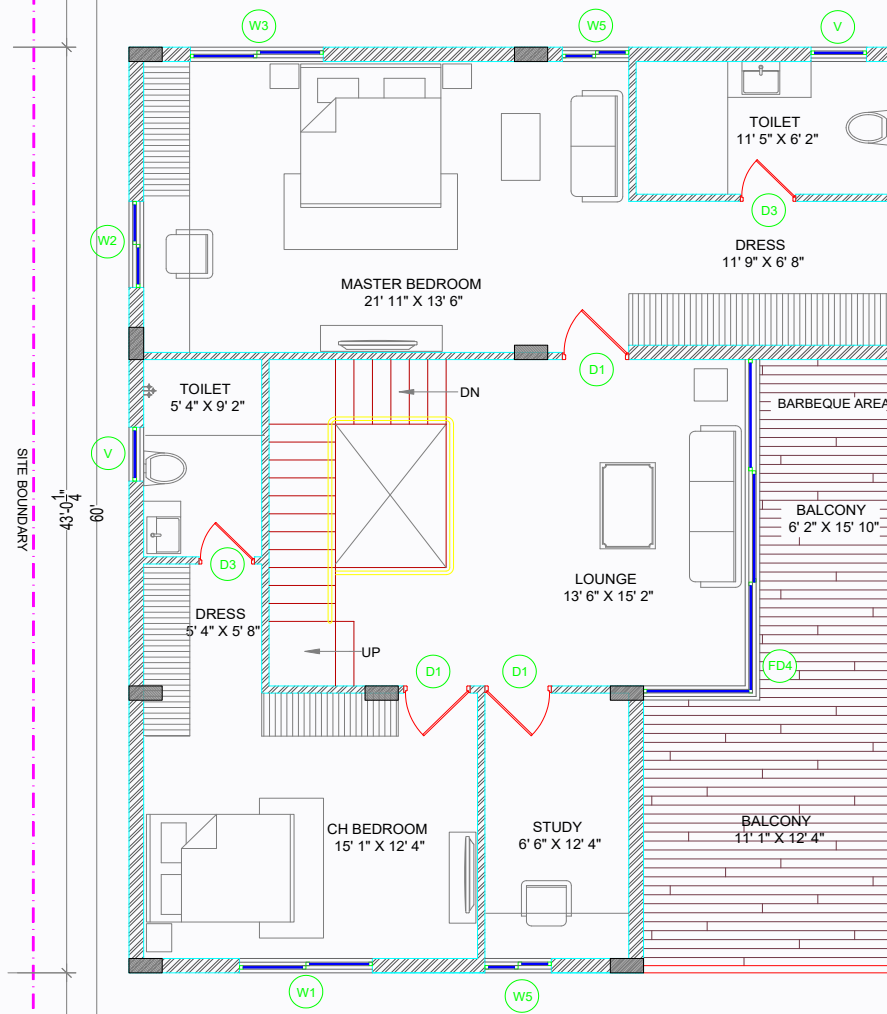 W3
W5
V
TOILET
11' 5" X 6' 2"
D3
W2
DRESS
11' 9" X 6' 8"
MASTER BEDROOM
21' 11" X 13' 6"
D1
TOILET
5' 4" X 9' 2"
DN
BARBEQUE AREA
V
SITE BOUNDARY
43'-0 1/4"
60'
BALCONY
6' 2" X 15' 10"
D3
LOUNGE
13' 6" X 15' 2"
DRESS
5' 4" X 5' 8"
UP
D1
D1
FD4
CH BEDROOM
15' 1" X 12' 4"
STUDY
6' 6" X 12' 4"
BALCONY
11' 1" X 12' 4"
W1
W5